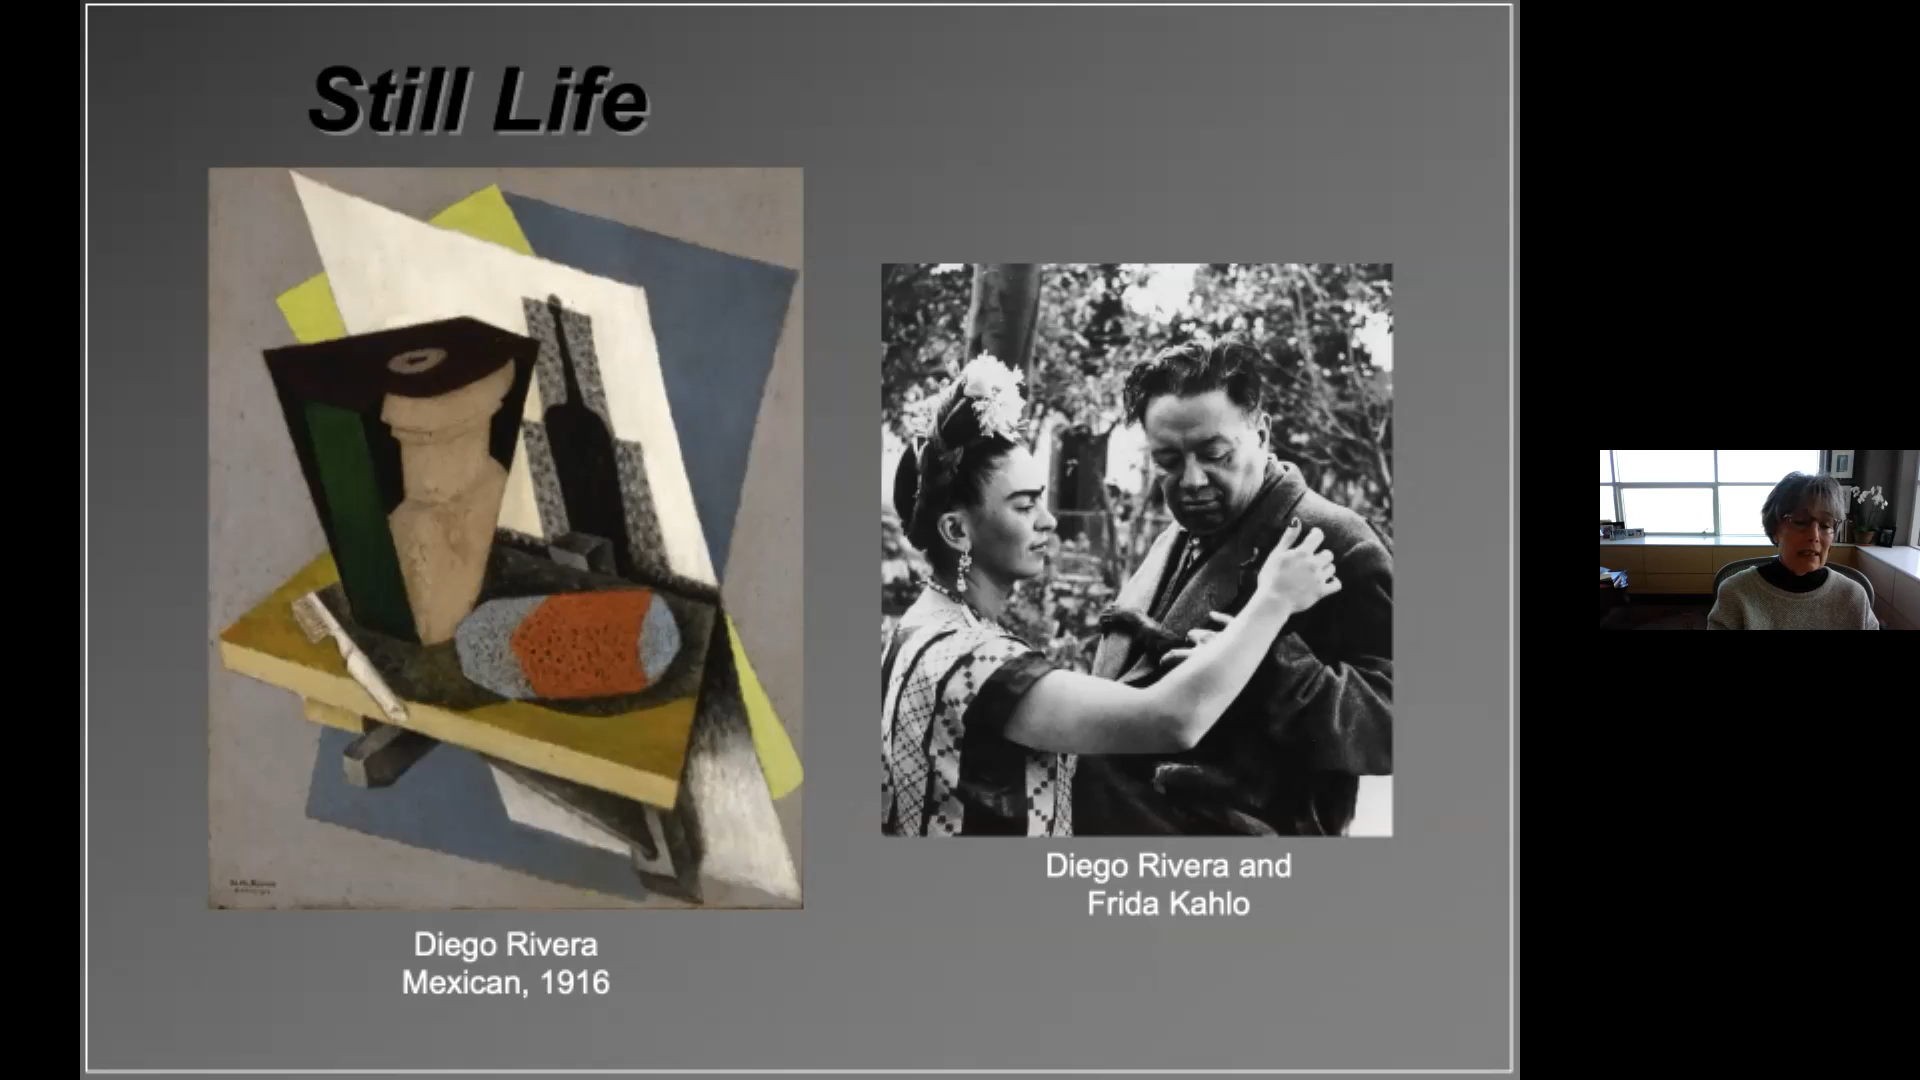 Still Life
Diego Rivera
Mexican, 1916
Diego Rivera and
Frida Kahlo